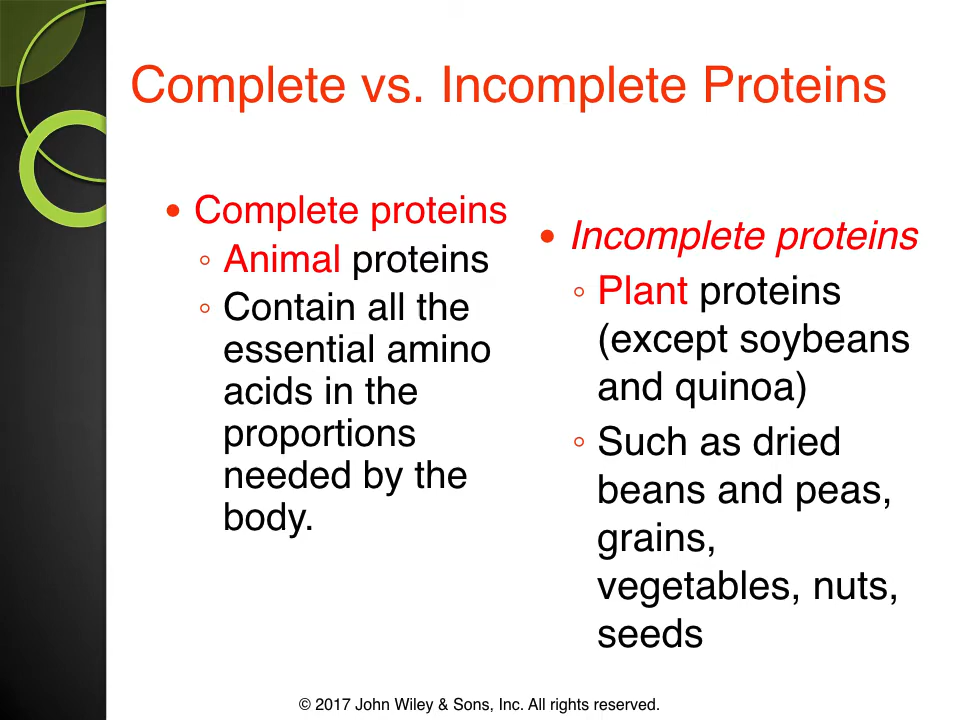 Complete vs. Incomplete Proteins
• Complete proteins
◦ Animal proteins
◦ Contain all the
essential amino
acids in the
proportions
needed by the
body.
• Incomplete proteins
◦ Plant proteins
(except soybeans
and quinoa)
◦ Such as dried
beans and peas,
grains,
vegetables, nuts,
seeds
© 2017 John Wiley & Sons, Inc. All rights reserved.